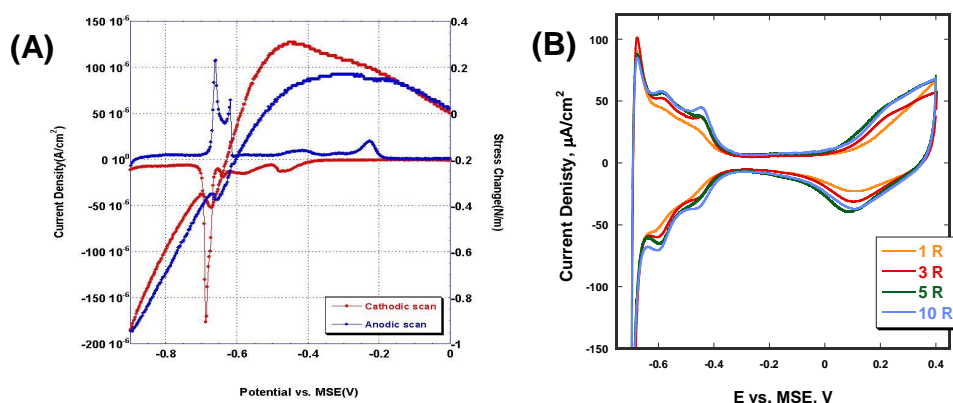 (A)
Current Density(A/cm²)
150 10⁻⁶
100 10⁻⁶
50 10⁻⁶
0 10⁰
-50 10⁻⁶
-100 10⁻⁶
-150 10⁻⁶
-200 10⁻⁶
0.4
0.2
0
-0.2
-0.4
-0.6
-0.8
-1
Stress Change(N/m)
Cathodic scan
Anodic scan
-0.8 -0.6 -0.4 -0.2 0
Potential vs. MSE(V)
(B)
Current Denisty, µA/cm²
100
50
0
-50
-100
-150
1 R
3 R
5 R
10 R
-0.6 -0.4 -0.2 0 0.2 0.4
E vs. MSE, V